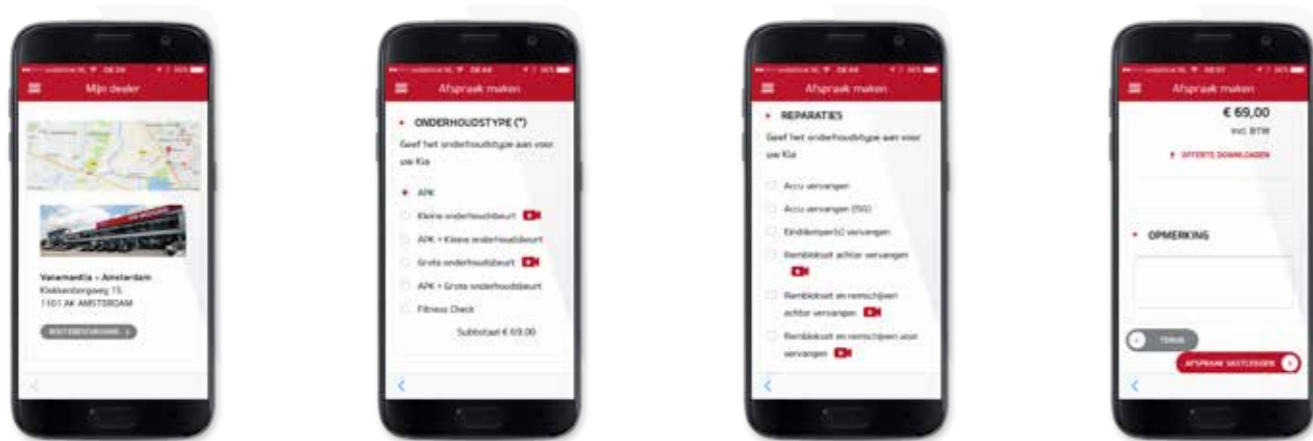 Mijn dealer
Vanemanttia - Amsterdam
Klokkenbergweg 15
1101 AK AMSTERDAM
ROUTEBESCHRIJVING
Afspraak maken
ONDERHOUDSTYPE (*)
Geef het onderhoudstype aan voor
uw Kia
APK
Kleine onderhoudsbeurt
APK + Kleine onderhoudsbeurt
Grote onderhoudsbeurt
APK + Grote onderhoudsbeurt
Fitness Check
Subtotaal € 69,00
Afspraak maken
REPARATIES
Geef het onderhoudstype aan voor
uw Kia
Accu vervangen
Accu vervangen (ISG)
Einddemper(s) vervangen
Remblokset achter vervangen
Remblokset en remschijven
achter vervangen
Remblokset en remschijven voor
vervangen
Afspraak maken
€ 69,00
Incl. BTW
OFFERTE DOWNLOADEN
OPMERKING
TERUG
AFSPRAAK VASTLEGGEN